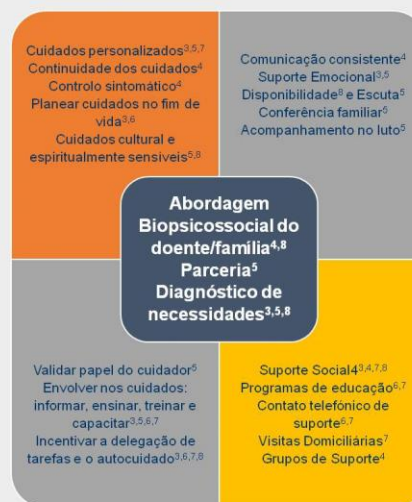 Cuidados personalizados³,⁵,⁷
Continuidade dos cuidados⁴
Controlo sintomático⁴
Planear cuidados no fim de
vida³,⁶
Cuidados cultural e
espiritualmente sensíveis⁵,⁸
Comunicação consistente⁴
Suporte Emocional³,⁵
Disponibilidade⁸ e Escuta⁵
Conferência familiar⁵
Acompanhamento no luto⁵
Abordagem
Biopsicossocial do
doente/família⁴,⁸
Parceria⁵
Diagnóstico de
necessidades³,⁵,⁸
Validar papel do cuidador⁵
Envolver nos cuidados:
informar, ensinar, treinar e
capacitar³,⁵,⁶,⁷
Incentivar a delegação de
tarefas e o autocuidado³,⁶,⁷,⁸
Suporte Social4³,⁴,⁷,⁸
Programas de educação⁶,⁷
Contato telefónico de
suporte⁶,⁷
Visitas Domiciliárias⁷
Grupos de Suporte⁴